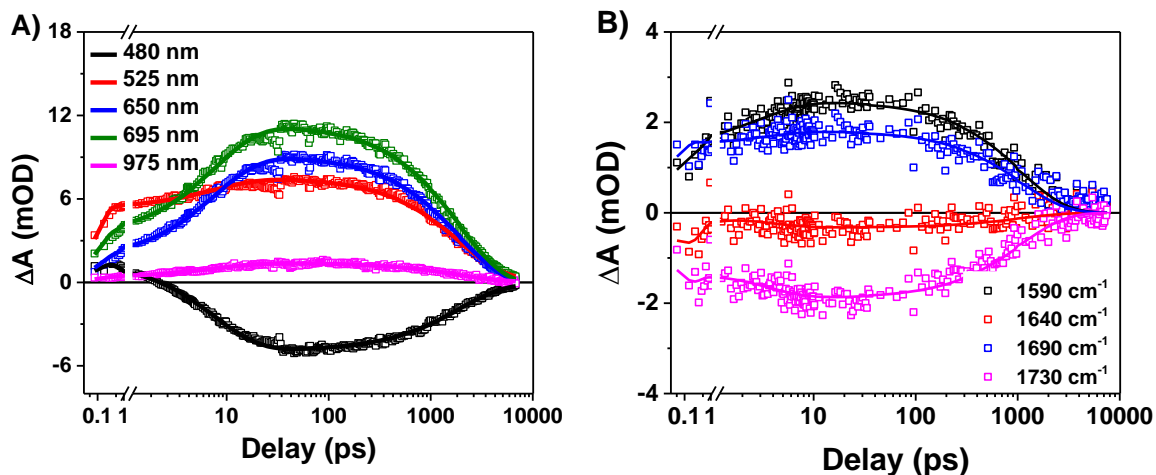 A)
18
12
6
0
-6
ΔA (mOD)
480 nm
525 nm
650 nm
695 nm
975 nm
0.1 1 10 100 1000 10000
Delay (ps)
B)
4
2
0
-2
-4
ΔA (mOD)
1590 cm⁻¹
1640 cm⁻¹
1690 cm⁻¹
1730 cm⁻¹
0.1 1 10 100 1000 10000
Delay (ps)